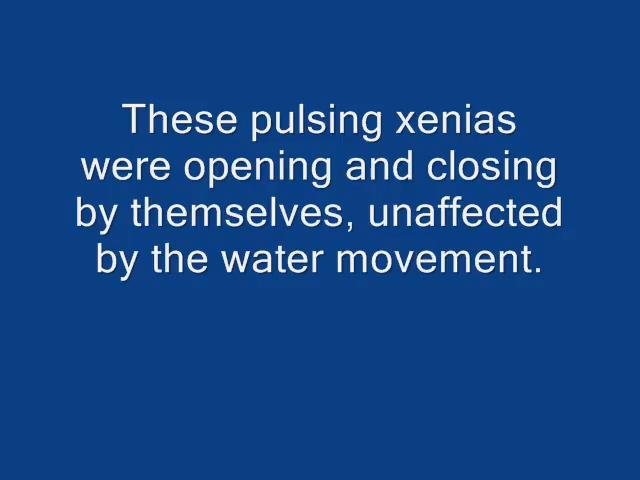 These pulsing xenias
were opening and closing
by themselves, unaffected
by the water movement.